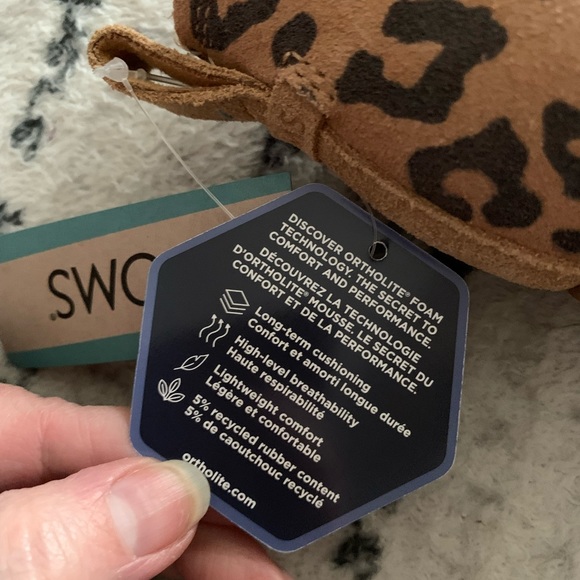 DISCOVER ORTHOLITE® FOAM
TECHNOLOGY. THE SECRET TO
COMFORT AND PERFORMANCE.
DÉCOUVREZ LA TECHNOLOGIE
D'ORTHOLITE® MOUSSE. LE SECRET DU
CONFORT ET DE LA PERFORMANCE.
Long-term cushioning
Confort et amorti longue durée
High-level breathability
Haute respirabilité
Lightweight comfort
Légère et confortable
5% recycled rubber content
5% de caoutchouc recyclé
ortholite.com
OMS®